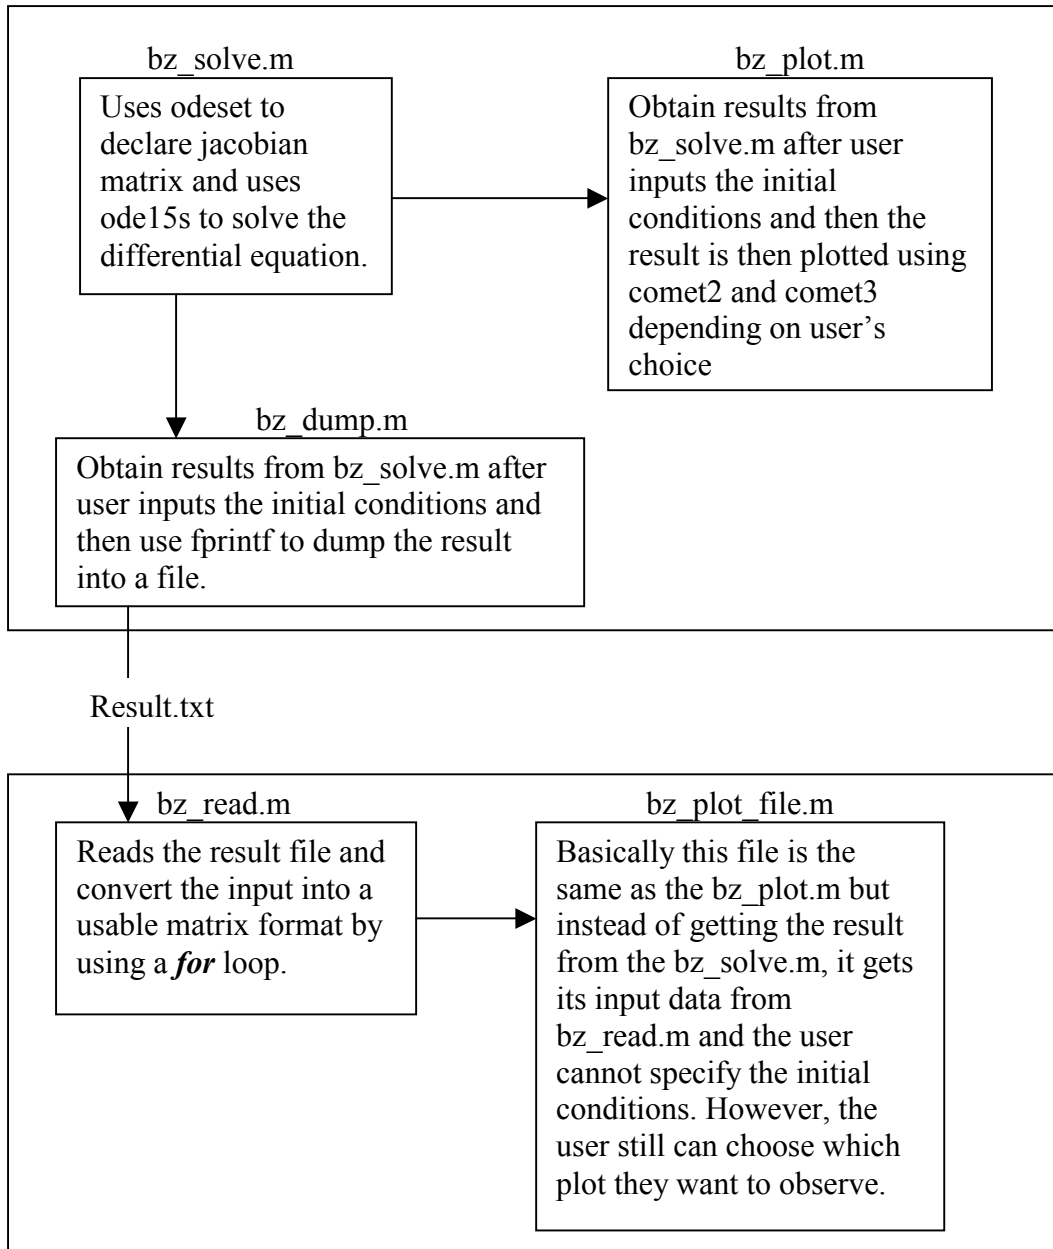 bz_solve.m
Uses odeset to
declare jacobian
matrix and uses
ode15s to solve the
differential equation.
bz_plot.m
Obtain results from
bz_solve.m after user
inputs the initial
conditions and then the
result is then plotted using
comet2 and comet3
depending on user’s
choice
bz_dump.m
Obtain results from bz_solve.m after
user inputs the initial conditions and
then use fprintf to dump the result
into a file.
Result.txt
bz_read.m
Reads the result file and
convert the input into a
usable matrix format by
using a for loop.
bz_plot_file.m
Basically this file is the
same as the bz_plot.m but
instead of getting the result
from the bz_solve.m, it gets
its input data from
bz_read.m and the user
cannot specify the initial
conditions. However, the
user still can choose which
plot they want to observe.